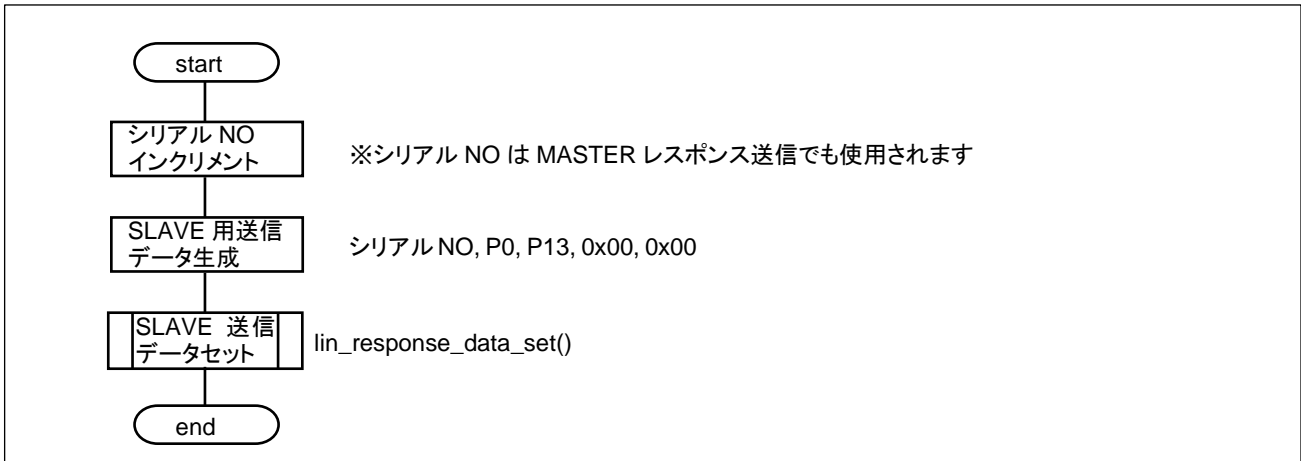 start
シリアル NO
インクリメント
※シリアル NO は MASTER レスポンス送信でも使用されます
SLAVE 用送信
データ生成
シリアル NO, P0, P13, 0x00, 0x00
SLAVE 送信
データセット
lin_response_data_set()
end